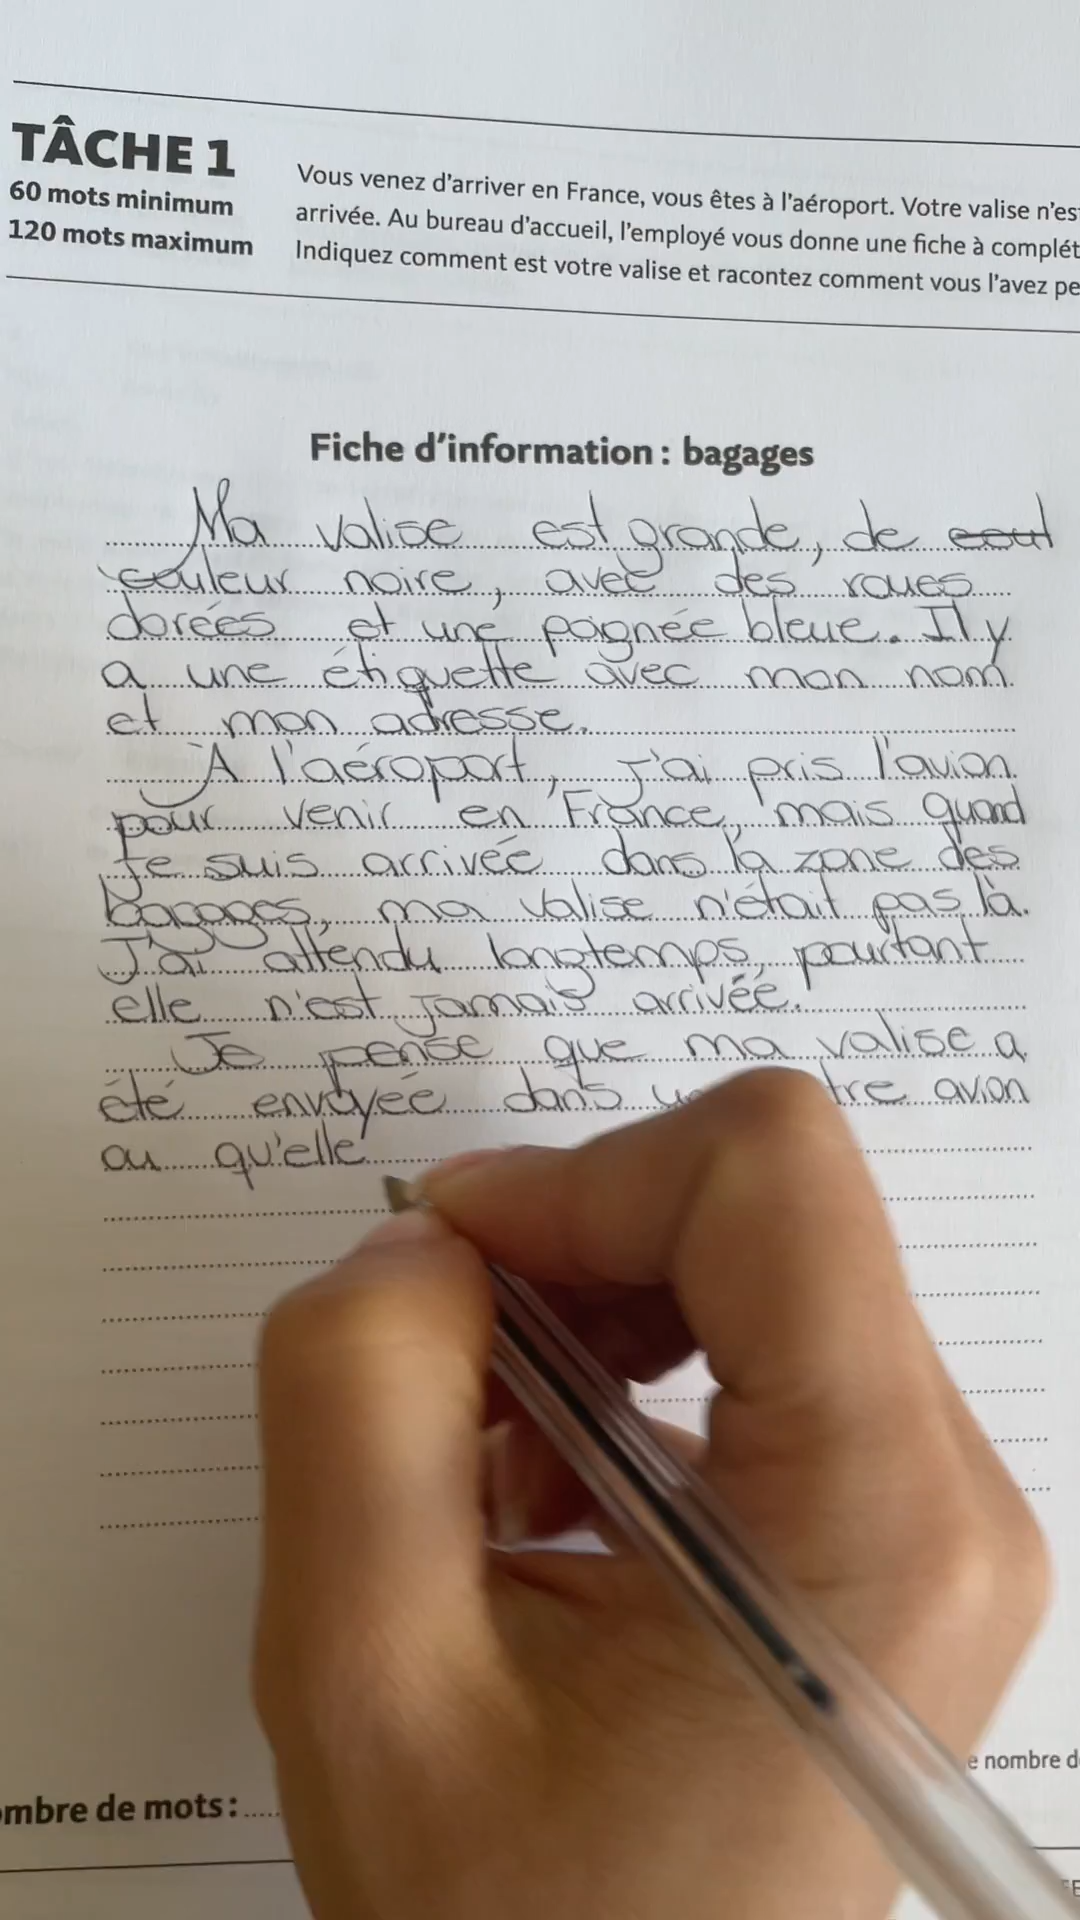 TÂCHE 1
60 mots minimum
120 mots maximum
Vous venez d'arriver en France, vous êtes à l'aéroport. Votre valise n'es
arrivée. Au bureau d'accueil, l'employé vous donne une fiche à complét
Indiquez comment est votre valise et racontez comment vous l'avez pe
Fiche d'information : bagages
Ma valise est grande, de coul
couleur noire, avec des roues
dorées et une poignée bleue. Il y
a une étiquette avec mon nom
et mon adresse.
À l'aéroport, j'ai pris l'avion
pour venir en France, mais quand
je suis arrivée dans la zone des
bagages, ma valise n'était pas là.
J'ai attendu longtemps, pourtant
elle n'est jamais arrivée.
Je pense que ma valise a
été envoyée dans u tre avion
ou qu'elle
e nombre d
ombre de mots :